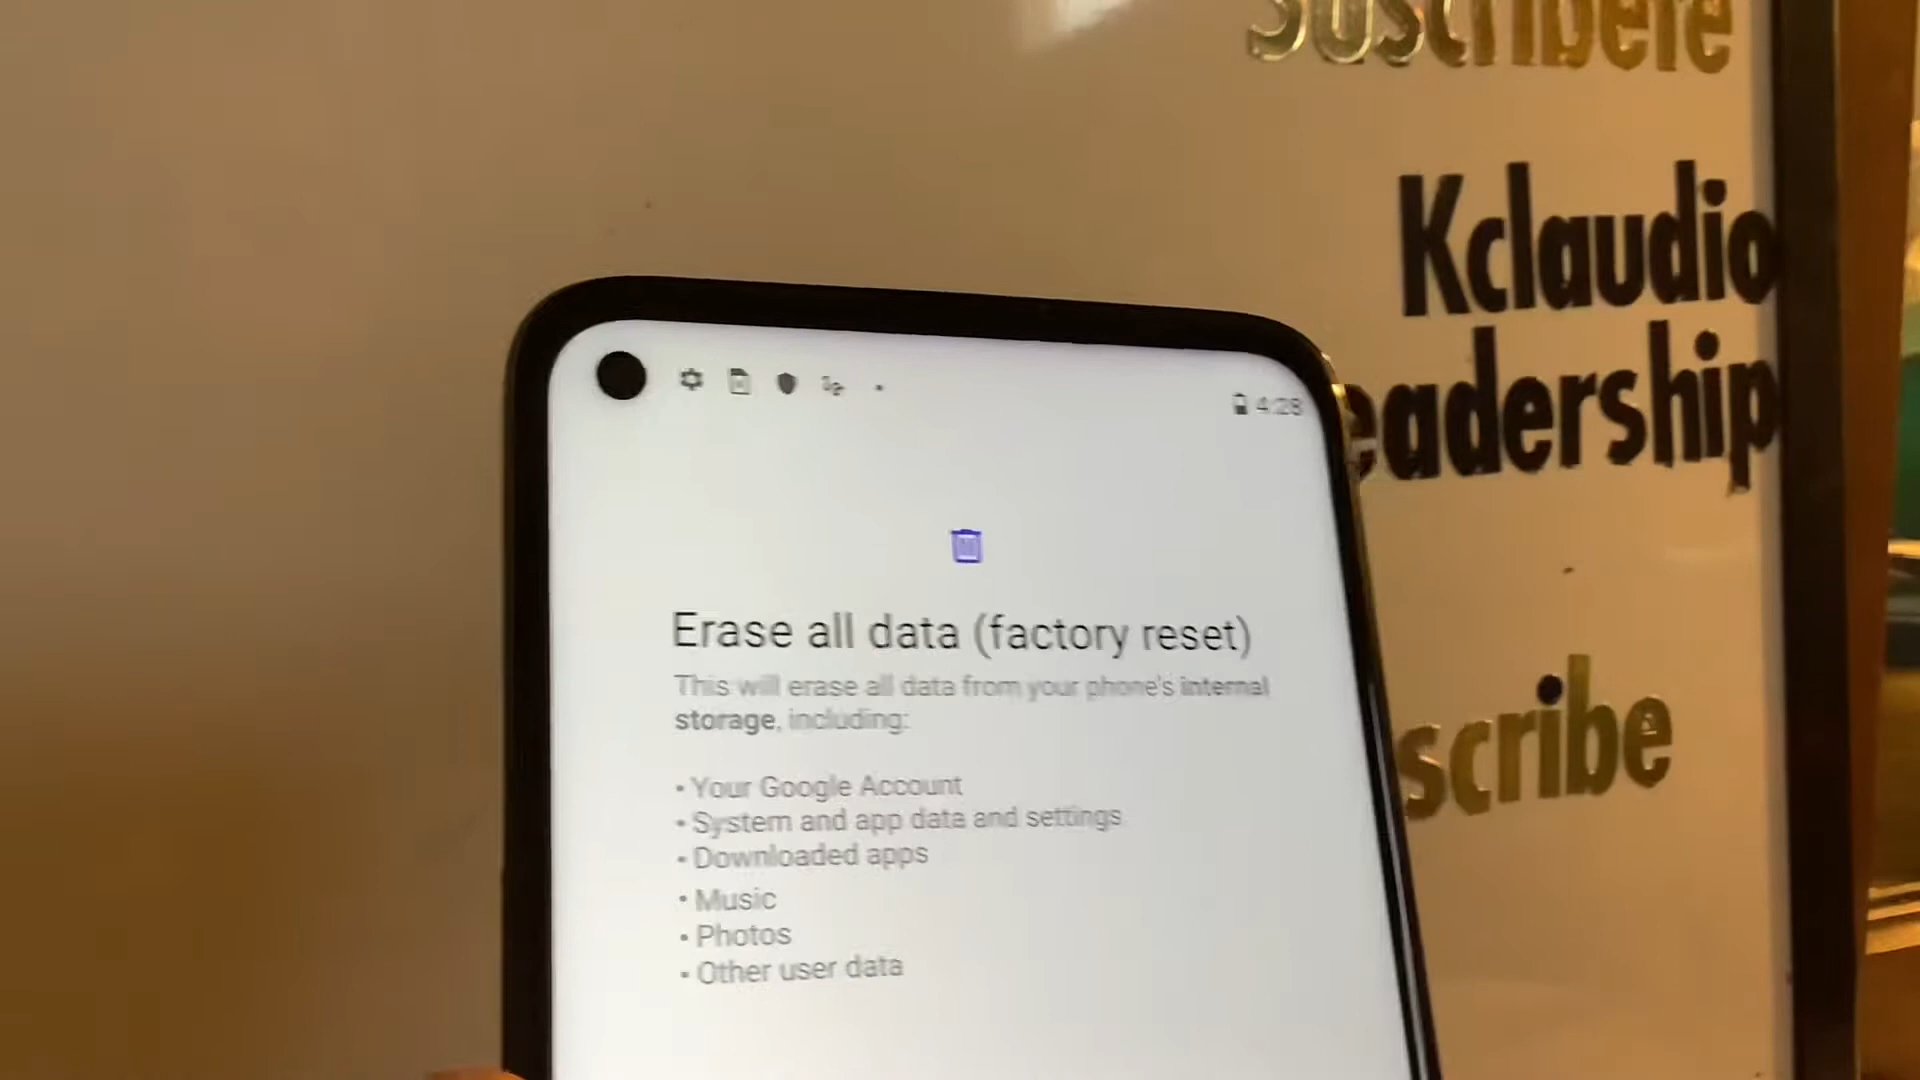 Suscribete
Kclaudio
eadership
scribe
4:28
Erase all data (factory reset)
This will erase all data from your phone's internal
storage, including:
• Your Google Account
• System and app data and settings
• Downloaded apps
• Music
• Photos
• Other user data